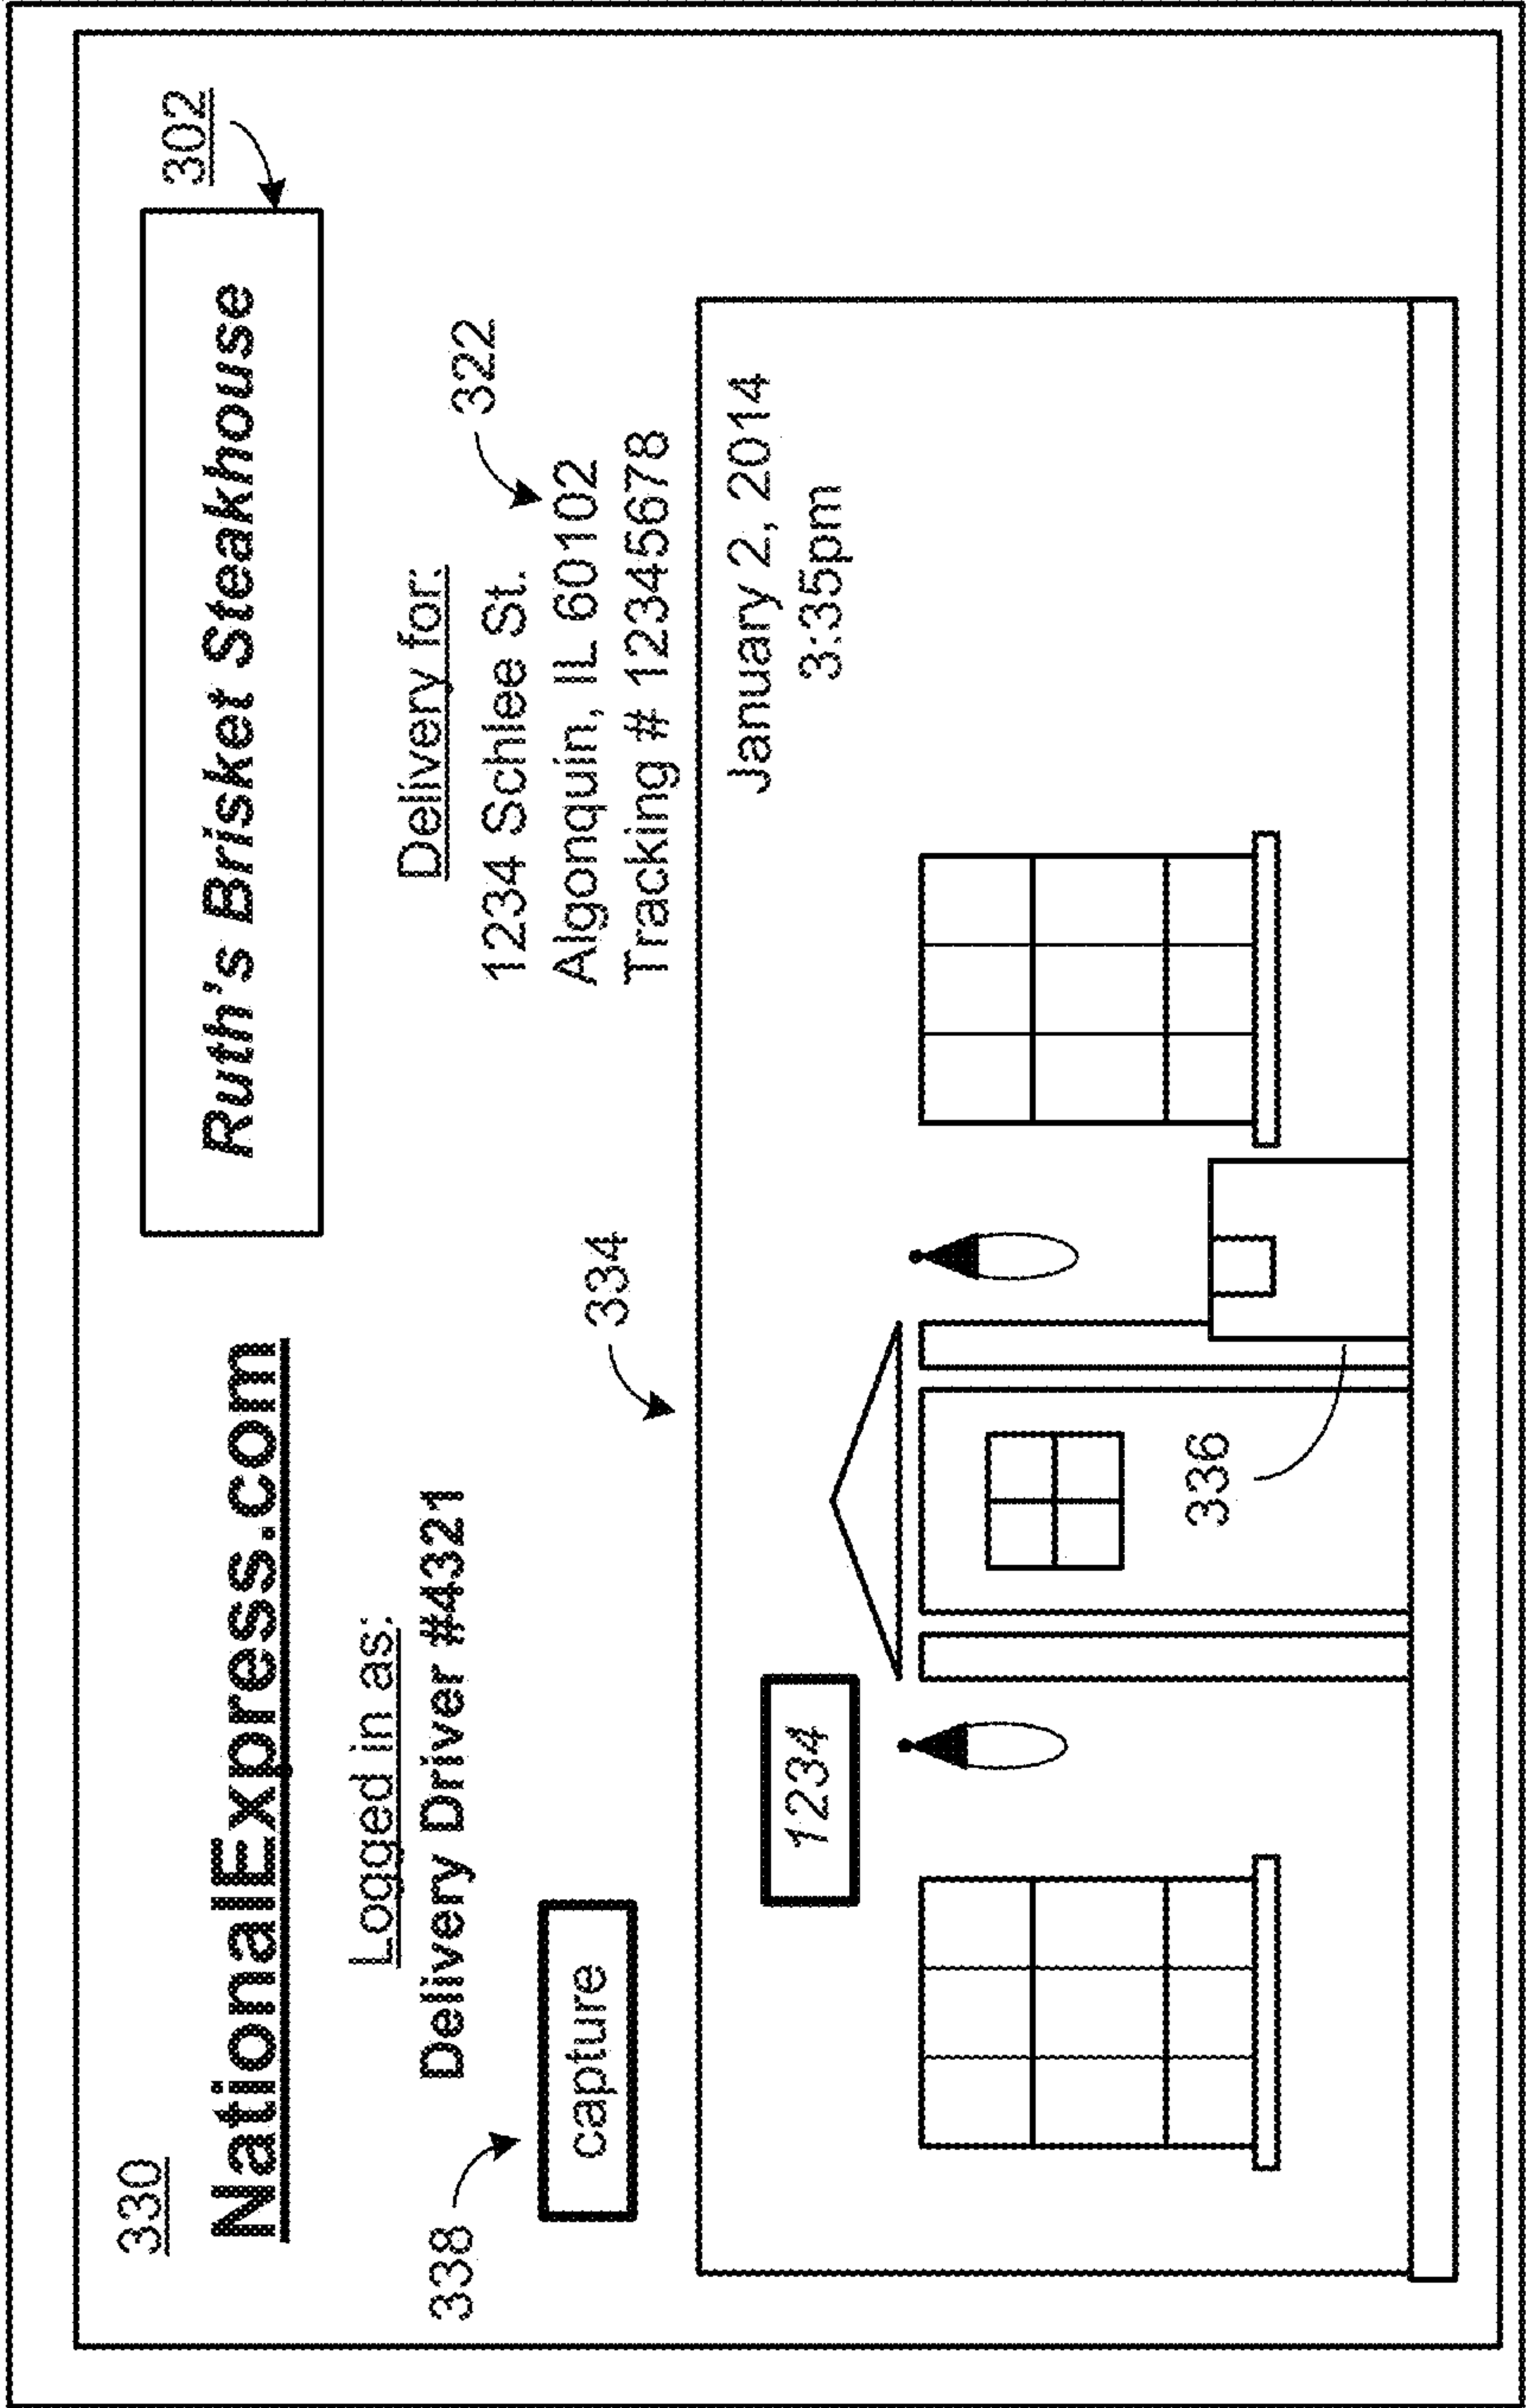 330
NationalExpress.com
Ruth's Brisket Steakhouse
302
Logged in as:
Delivery Driver #4321
Delivery for:
1234 Schlee St.
Algonquin, IL 60102
Tracking # 12345678
322
338
capture
334
January 2, 2014
3:35pm
1234
336